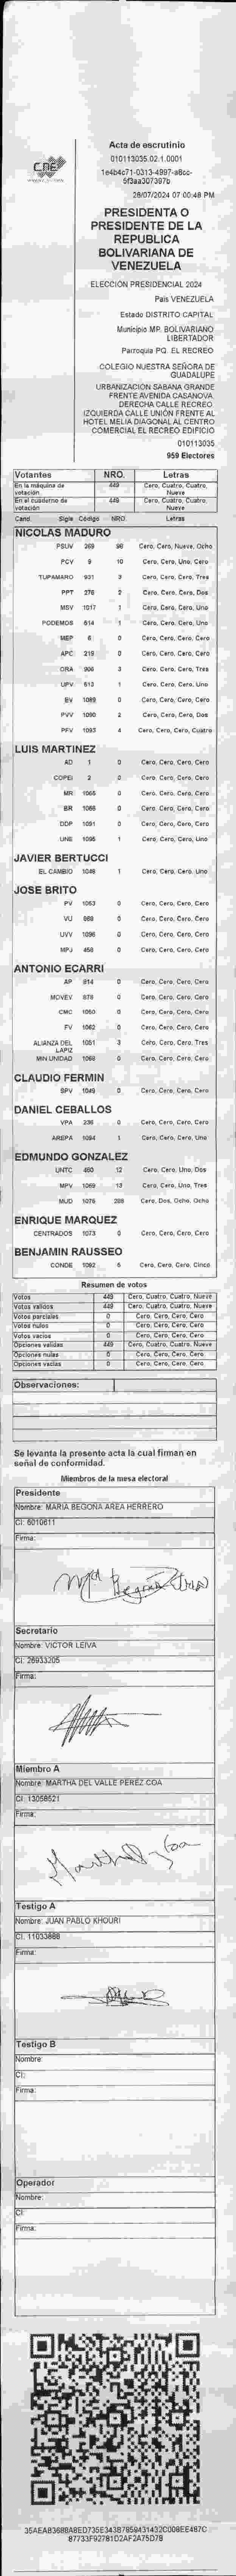 CNE
Acta de escrutinio
010113035.02.1.0001
1e4b4c71-0313-4997-a8cc-
5f3aa307397b
28/07/2024 07:00:48 PM
PRESIDENTA O
PRESIDENTE DE LA
REPUBLICA
BOLIVARIANA DE
VENEZUELA
ELECCIÓN PRESIDENCIAL 2024
País VENEZUELA
Estado DISTRITO CAPITAL
Municipio MP. BOLIVARIANO
LIBERTADOR
Parroquia PQ. EL RECREO
COLEGIO NUESTRA SEÑORA DE
GUADALUPE
URBANIZACION SABANA GRANDE
FRENTE AVENIDA CASANOVA.
DERECHA CALLE RECREO
IZQUIERDA CALLE UNIÓN FRENTE AL
HOTEL MELIA DIAGONAL AL CENTRO
COMERCIAL EL RECREO EDIFICIO
010113035
959 Electores
Votantes NRO. Letras
En la máquina de votación 449 Cero, Cuatro, Cuatro, Nueve
En el cuaderno de votación 449 Cero, Cuatro, Cuatro, Nueve
Cand. Sigla Código NRO. Letras
NICOLAS MADURO
PSUV 269 98 Cero, Cero, Nueve, Ocho
PCV 9 10 Cero, Cero, Uno, Cero
TUPAMARO 931 3 Cero, Cero, Cero, Tres
PPT 276 2 Cero, Cero, Cero, Dos
MSV 1017 1 Cero, Cero, Cero, Uno
PODEMOS 614 1 Cero, Cero, Cero, Uno
MEP 6 0 Cero, Cero, Cero, Cero
APC 219 0 Cero, Cero, Cero, Cero
ORA 906 3 Cero, Cero, Cero, Tres
UPV 613 1 Cero, Cero, Cero, Uno
EV 1089 0 Cero, Cero, Cero, Cero
PVV 1090 2 Cero, Cero, Cero, Dos
PFV 1093 4 Cero, Cero, Cero, Cuatro
LUIS MARTINEZ
AD 1 0 Cero, Cero, Cero, Cero
COPEI 2 0 Cero, Cero, Cero, Cero
MR 1065 0 Cero, Cero, Cero, Cero
BR 1066 0 Cero, Cero, Cero, Cero
DDP 1091 0 Cero, Cero, Cero, Cero
UNE 1095 1 Cero, Cero, Cero, Uno
JAVIER BERTUCCI
EL CAMBIO 1048 1 Cero, Cero, Cero, Uno
JOSE BRITO
PV 1063 0 Cero, Cero, Cero, Cero
VU 0 Cero, Cero, Cero, Cero
UVV 1096 0 Cero, Cero, Cero, Cero
MPJ 450 0 Cero, Cero, Cero, Cero
ANTONIO ECARRI
AP 814 0 Cero, Cero, Cero, Cero
MOVEV 878 0 Cero, Cero, Cero, Cero
CMC 1060 0 Cero, Cero, Cero, Cero
FV 1062 0 Cero, Cero, Cero, Cero
ALIANZA DEL LAPIZ 1051 3 Cero, Cero, Cero, Tres
MIN UNIDAD 1068 0 Cero, Cero, Cero, Cero
CLAUDIO FERMIN
SPV 1049 0 Cero, Cero, Cero, Cero
DANIEL CEBALLOS
VPA 236 0 Cero, Cero, Cero, Cero
AREPA 1094 1 Cero, Cero, Cero, Uno
EDMUNDO GONZALEZ
UNTC 460 12 Cero, Cero, Uno, Dos
MPV 1069 13 Cero, Cero, Uno, Tres
MUD 1075 288 Cero, Dos, Ocho, Ocho
ENRIQUE MARQUEZ
CENTRADOS 1073 0 Cero, Cero, Cero, Cero
BENJAMIN RAUSSEO
CONDE 1092 5 Cero, Cero, Cero, Cinco
Resumen de votos
Votos 449 Cero, Cuatro, Cuatro, Nueve
Votos validos 449 Cero, Cuatro, Cuatro, Nueve
Votos parciales 0 Cero, Cero, Cero, Cero
Votos nulos 0 Cero, Cero, Cero, Cero
Votos vacios 0 Cero, Cero, Cero, Cero
Opciones validas 449 Cero, Cuatro, Cuatro, Nueve
Opciones nulas 0 Cero, Cero, Cero, Cero
Opciones vacias 0 Cero, Cero, Cero, Cero
Observaciones:
Se levanta la presente acta la cual firman en
señal de conformidad.
Miembros de la mesa electoral
Presidente
Nombre: MARIA BEGOÑA AREA HERRERO
CI: 6010611
Firma:
Mª Begoña Area
Secretario
Nombre: VICTOR LEIVA
CI: 26933205
Firma:
Miembro A
Nombre: MARTHA DEL VALLE PEREZ COA
CI: 13058521
Firma:
Martha Coa
Testigo A
Nombre: JUAN PABLO KHOURI
CI: 11033888
Firma:
Testigo B
Nombre:
CI:
Firma:
Operador
Nombre:
CI:
Firma:
35AEAB3688A8ED735E343B7859431432C008EE487C
87733F92781D2AF2A75D78